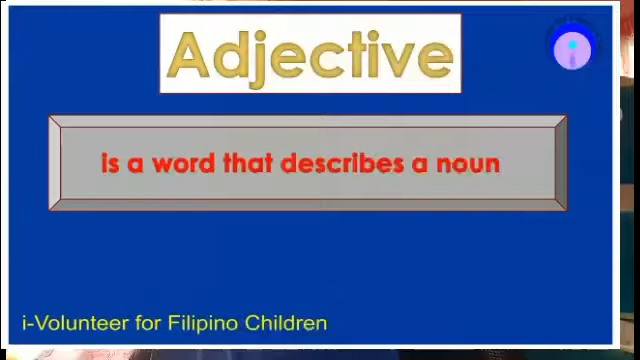 Adjective
is a word that describes a noun
i-Volunteer for Filipino Children